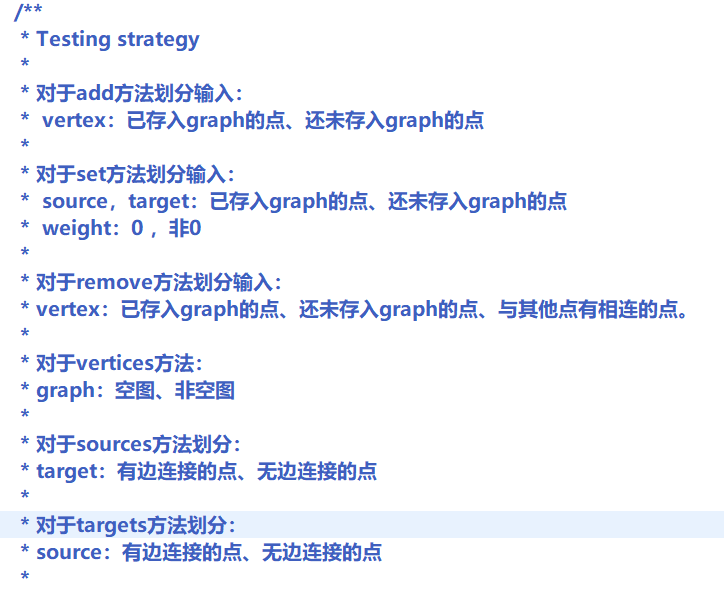 /**
* Testing strategy
*
* 对于add方法划分输入：
* vertex：已存入graph的点、还未存入graph的点
*
* 对于set方法划分输入：
* source，target：已存入graph的点、还未存入graph的点
* weight：0 ，非0
*
* 对于remove方法划分输入：
* vertex：已存入graph的点、还未存入graph的点、与其他点有相连的点。
*
* 对于vertices方法：
* graph：空图、非空图
*
* 对于sources方法划分：
* target：有边连接的点、无边连接的点
*
* 对于targets方法划分：
* source：有边连接的点、无边连接的点
*